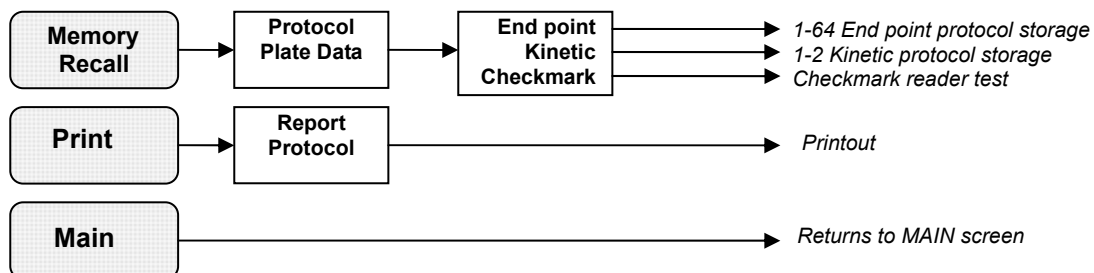 Memory
Recall
Protocol
Plate Data
End point
Kinetic
Checkmark
1-64 End point protocol storage
1-2 Kinetic protocol storage
Checkmark reader test
Print
Report
Protocol
Printout
Main
Returns to MAIN screen